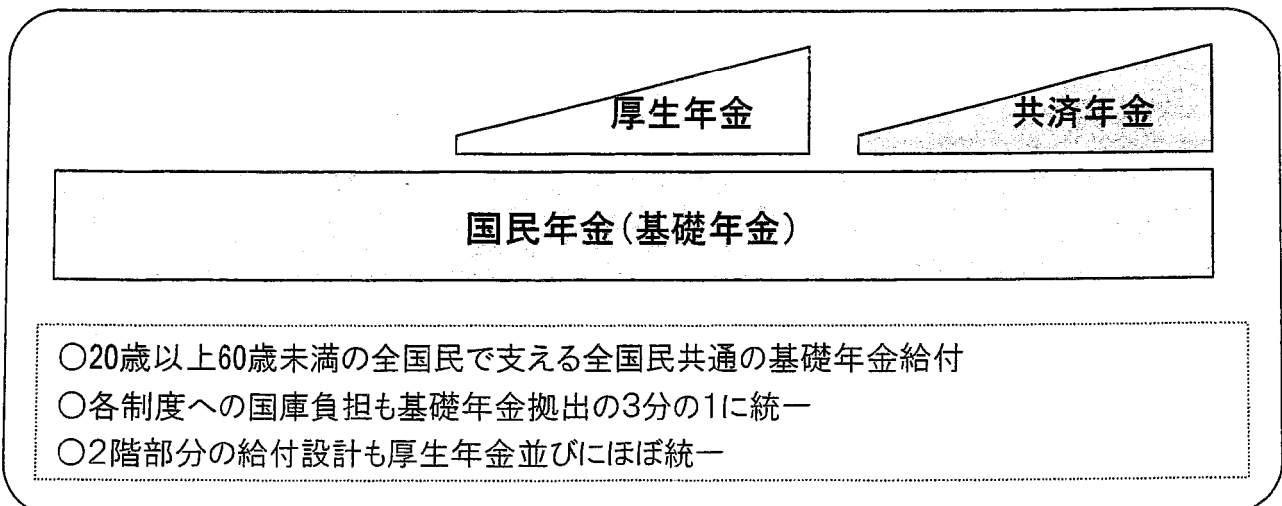 厚生年金
共済年金
国民年金(基礎年金)
○20歳以上60歳未満の全国民で支える全国民共通の基礎年金給付
○各制度への国庫負担も基礎年金拠出の3分の1に統一
○2階部分の給付設計も厚生年金並びにほぼ統一